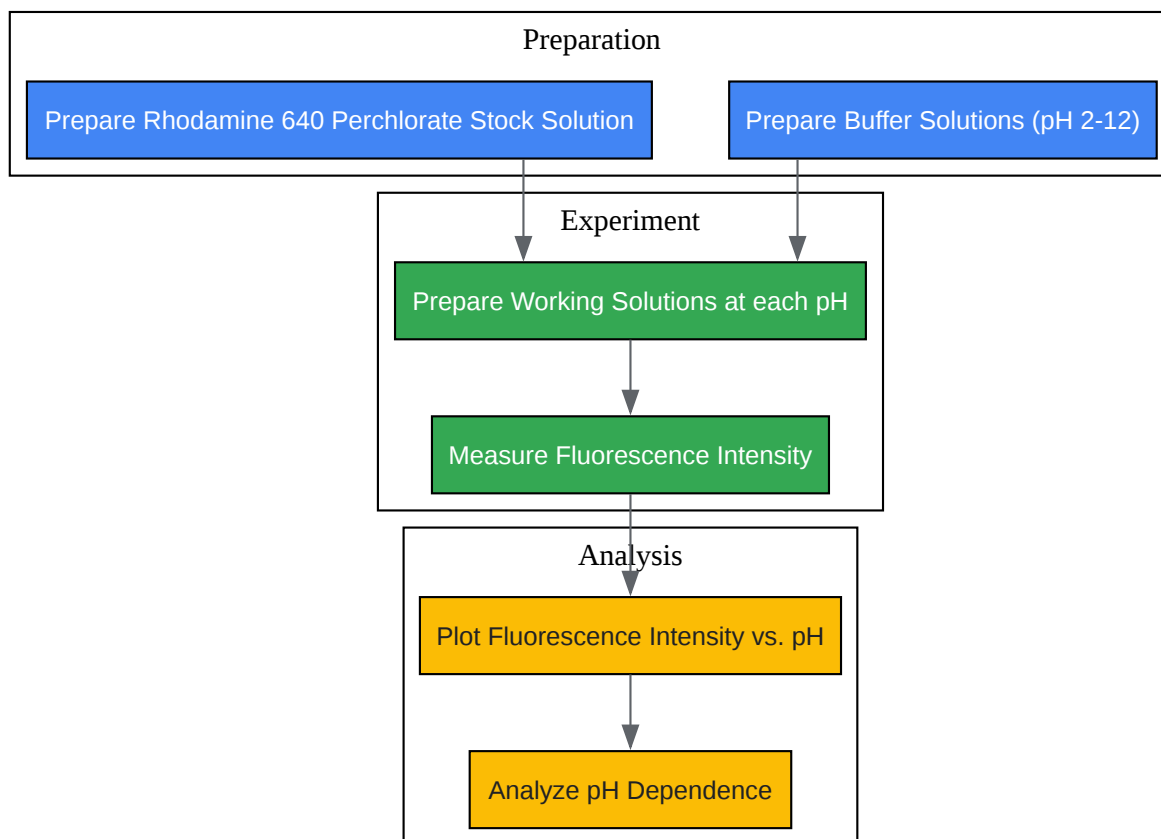 Preparation
Prepare Rhodamine 640 Perchlorate Stock Solution
Prepare Buffer Solutions (pH 2-12)
Experiment
Prepare Working Solutions at each pH
Measure Fluorescence Intensity
Analysis
Plot Fluorescence Intensity vs. pH
Analyze pH Dependence